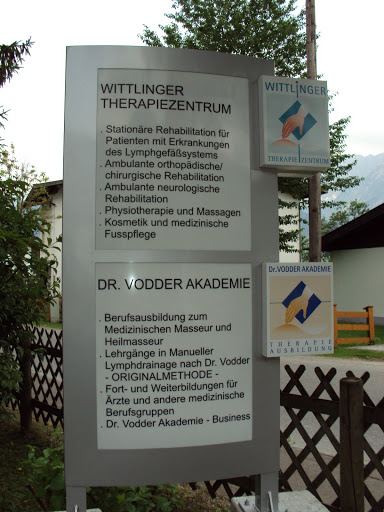 WITTLINGER
THERAPIEZENTRUM
. Stationäre Rehabilitation für
Patienten mit Erkrankungen
des Lymphgefäßsystems
. Ambulante orthopädische/
chirurgische Rehabilitation
. Ambulante neurologische
Rehabilitation
. Physiotherapie und Massagen
. Kosmetik und medizinische
Fusspflege
WITTLINGER
THERAPIEZENTRUM
DR. VODDER AKADEMIE
. Berufsausbildung zum
Medizinischen Masseur und
Heilmasseur
. Lehrgänge in Manueller
Lymphdrainage nach Dr. Vodder
- ORIGINALMETHODE -
. Fort- und Weiterbildungen für
Ärzte und andere medizinische
Berufsgruppen
. Dr. Vodder Akademie - Business
Dr. VODDER AKADEMIE
THERAPIE
AUSBILDUNG